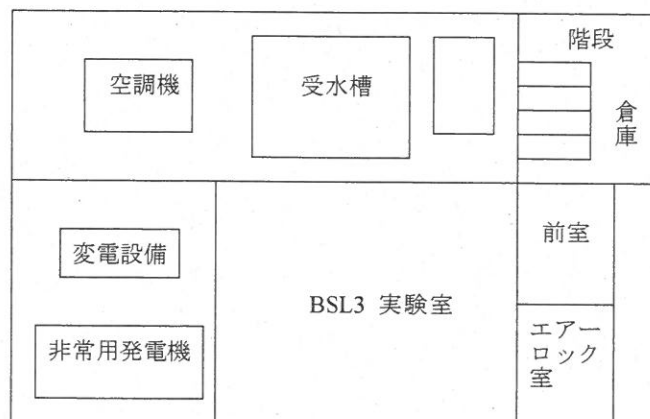 階段
空調機
受水槽
倉
庫
変電設備
前室
BSL3 実験室
非常用発電機
エアー
ロック
室